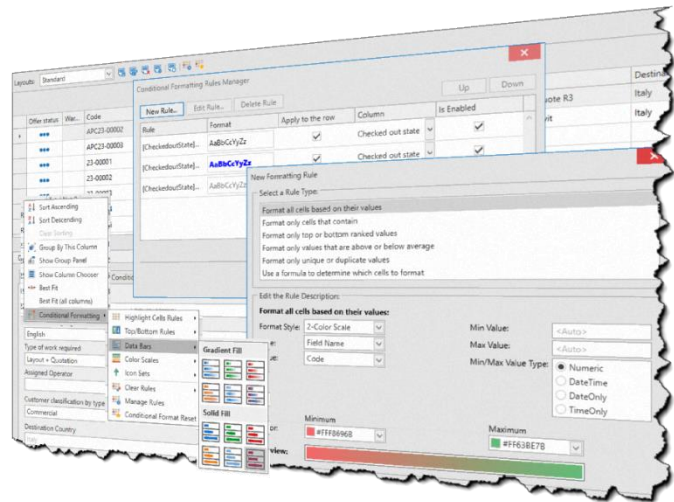 Layouts: Standard
Offer status War... Code
APC23-00002
APC23-00003
23-00001
23-00002
Conditional Formatting Rules Manager
New Rule... Edit Rule... Delete Rule
Up Down
Rule Format Apply to the row Column Is Enabled
[CheckedoutState]... AaBbCcYyZz Checked out state
[CheckedoutState]... AaBbCcYyZz Checked out state
[CheckedoutState]... AaBbCcYyZz
Destina
Italy
Italy
R3
Sort Ascending
Sort Descending
Clear Sorting
Group By This Column
Show Group Panel
Show Column Chooser
Best Fit
Best Fit (all columns)
Conditional Formatting
Highlight Cells Rules
Top/Bottom Rules
Data Bars
Color Scales
Icon Sets
Clear Rules
Manage Rules
Conditional Format Reset
Gradient Fill
Solid Fill
English
Type of work required
Layout + Quotation
Assigned Operator
Customer classification by type
Commercial
Destination Country
New Formatting Rule
Select a Rule Type:
Format all cells based on their values
Format only cells that contain
Format only top or bottom ranked values
Format only values that are above or below average
Format only unique or duplicate values
Use a formula to determine which cells to format
Edit the Rule Description:
Format all cells based on their values:
Format Style: 2-Color Scale
Field Name
Code
Min Value: <Auto>
Max Value: <Auto>
Min/Max Value Type: Numeric
DateTime
DateOnly
TimeOnly
Minimum
Maximum
#FFF8696B
#FF63BE7B